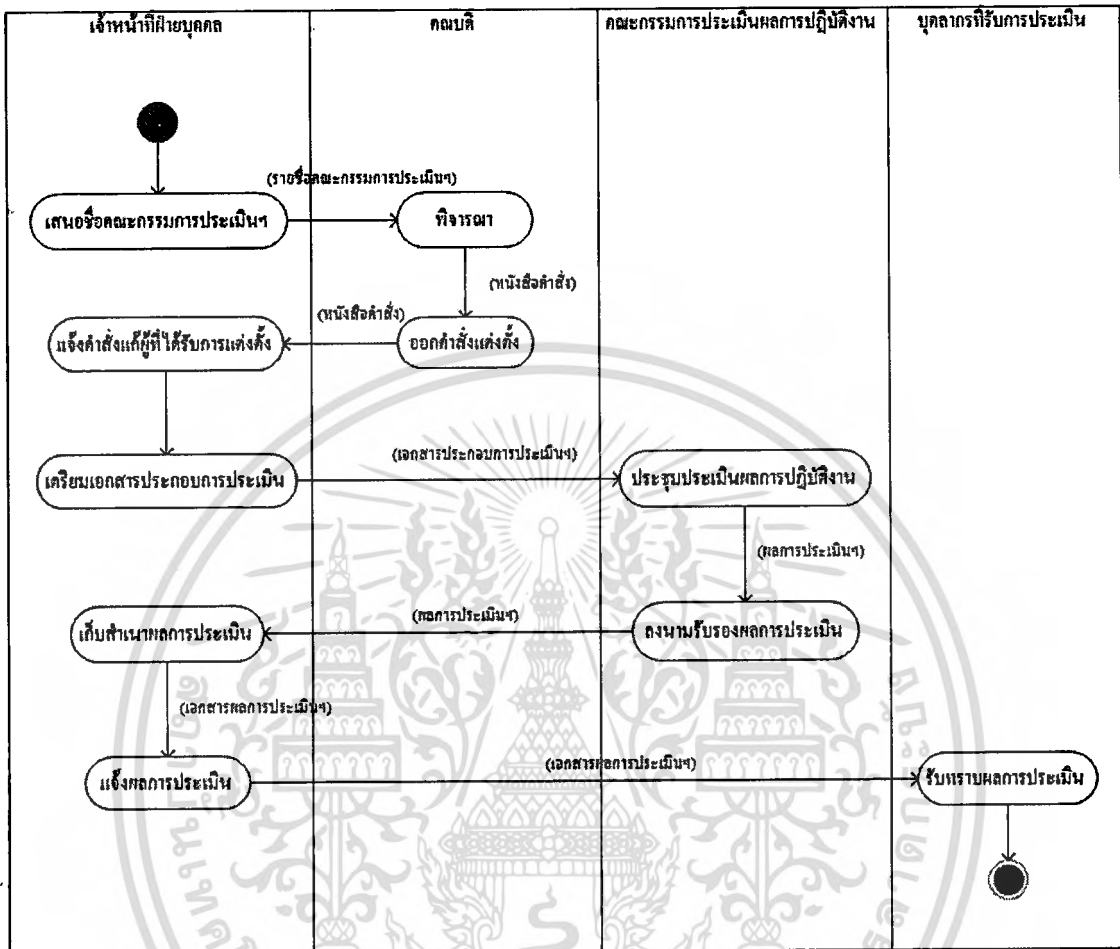 เจ้าหน้าที่ฝ่ายบุคคล
คณบดี
คณะกรรมการประเมินผลการปฏิบัติงาน
บุคลากรที่รับการประเมิน
(รายชื่อคณะกรรมการประเมินฯ)
เสนอชื่อคณะกรรมการประเมินฯ
พิจารณา
(หนังสือคำสั่ง)
(หนังสือคำสั่ง)
แจ้งคำสั่งแก่ผู้ที่ได้รับการแต่งตั้ง
ออกคำสั่งแต่งตั้ง
(เอกสารประกอบการประเมินฯ)
เตรียมเอกสารประกอบการประเมิน
ประชุมประเมินผลการปฏิบัติงาน
(ผลการประเมินฯ)
(ผลการประเมินฯ)
เก็บสำเนาผลการประเมิน
ลงนามรับรองผลการประเมิน
(เอกสารผลการประเมินฯ)
(เอกสารผลการประเมินฯ)
แจ้งผลการประเมิน
รับทราบผลการประเมิน